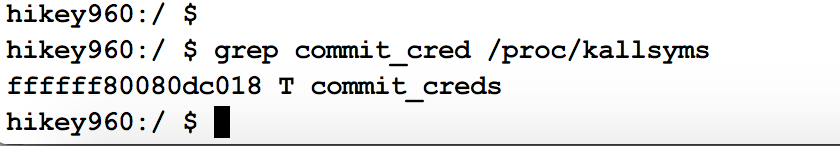 hikey960:/ $
hikey960:/ $ grep commit_cred /proc/kallsyms
ffffff80080dc018 T commit_creds
hikey960:/ $